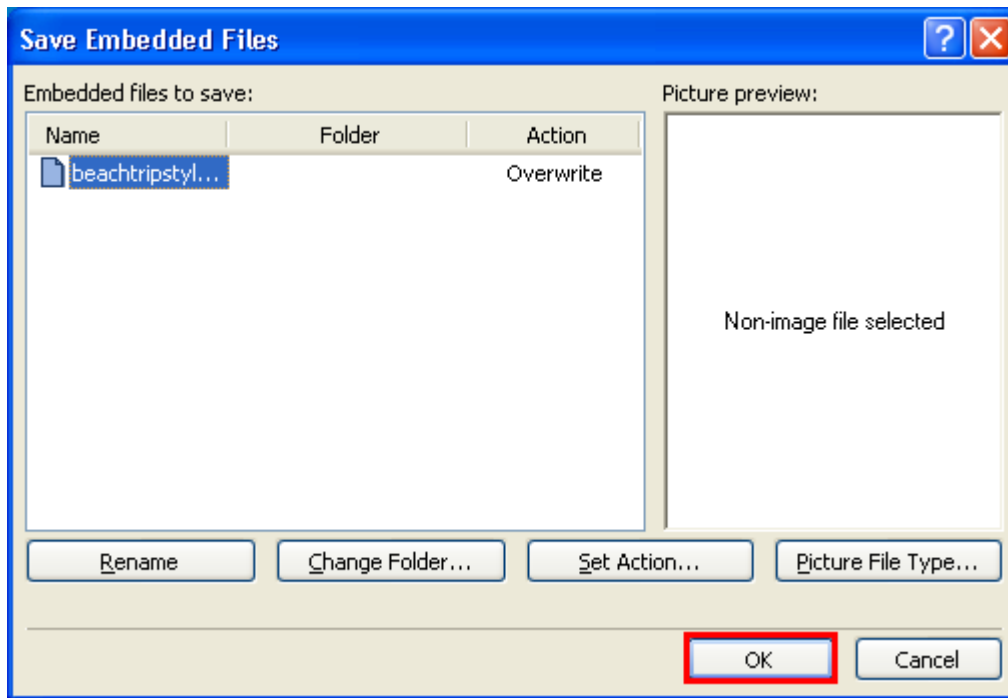 Save Embedded Files
?
Embedded files to save:
Picture preview:
Name Folder Action
beachtripstyl... Overwrite
Non-image file selected
Rename Change Folder... Set Action... Picture File Type...
OK Cancel